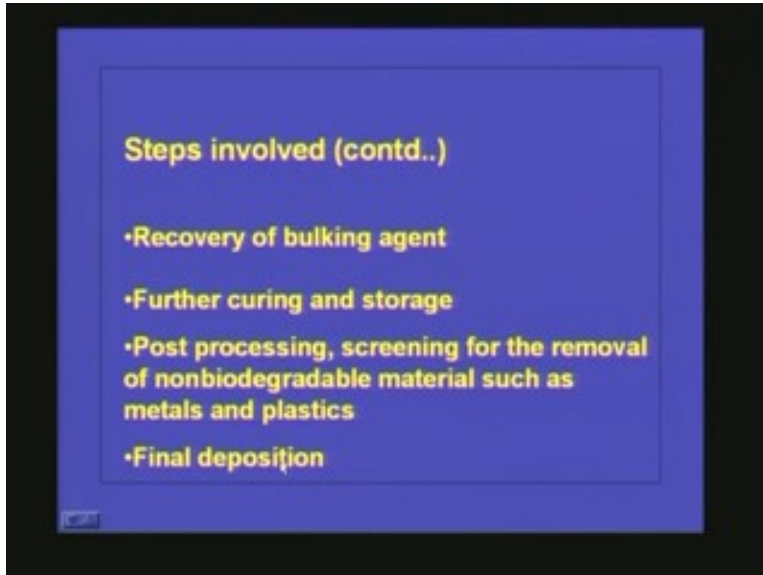 Steps involved (contd..)
•Recovery of bulking agent
•Further curing and storage
•Post processing, screening for the removal
of nonbiodegradable material such as
metals and plastics
•Final deposition